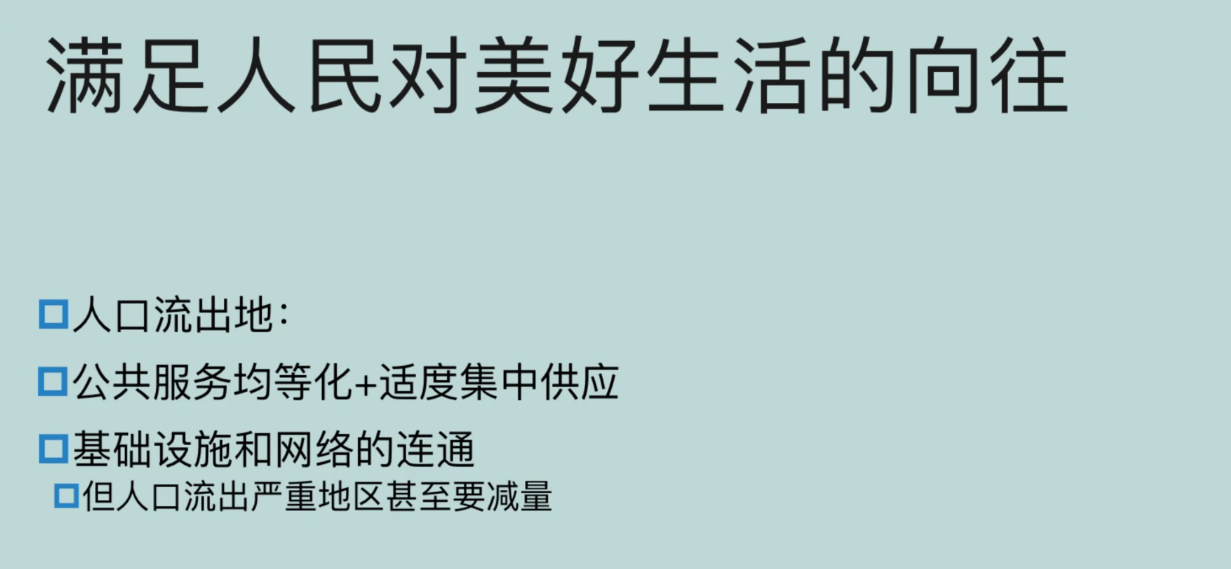 满足人民对美好生活的向往
人口流出地：
公共服务均等化+适度集中供应
基础设施和网络的连通
但人口流出严重地区甚至要减量